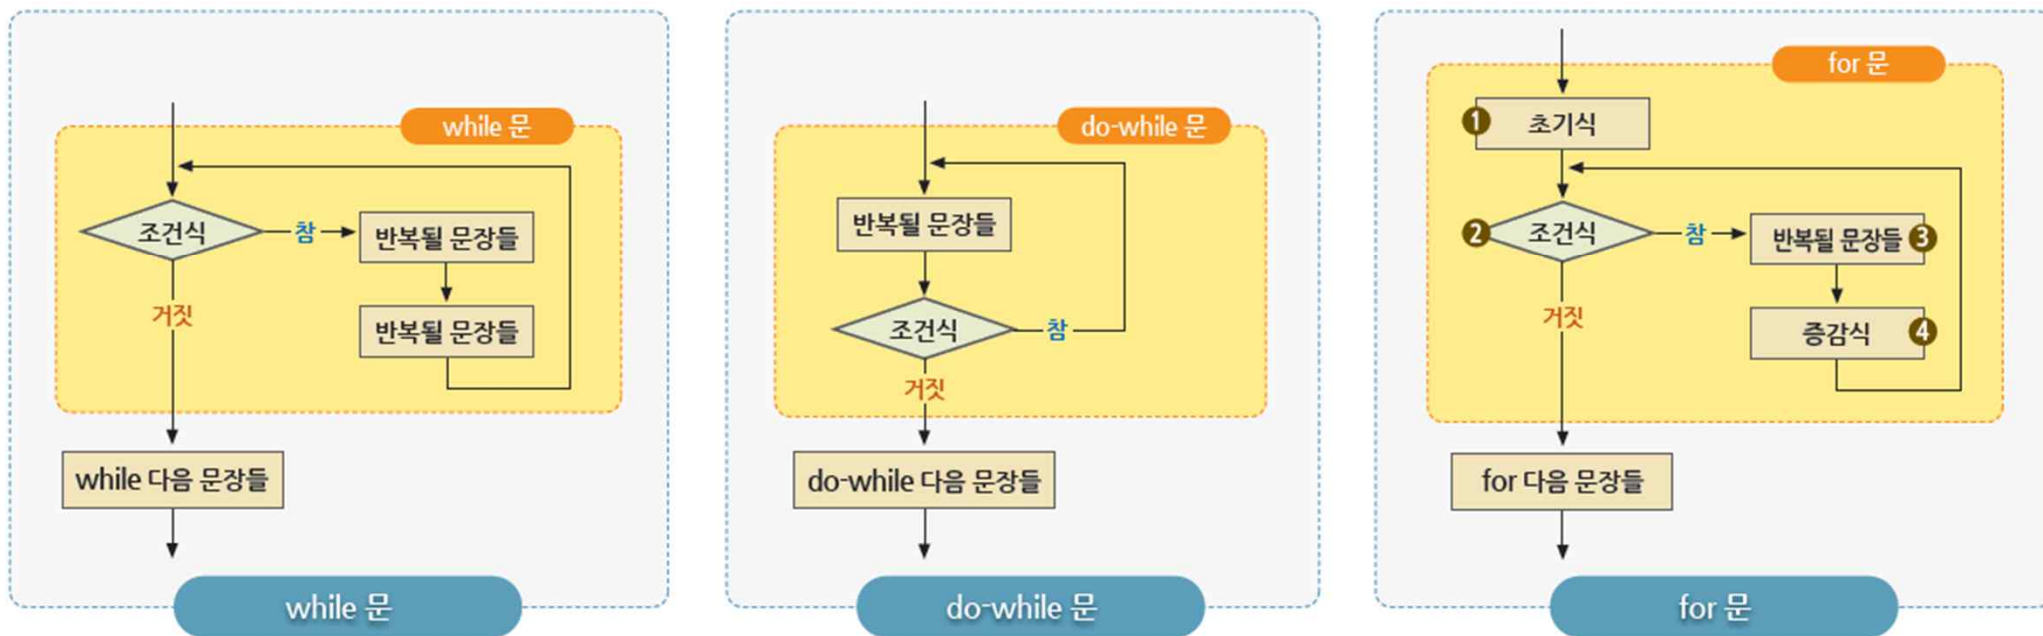 while 문
조건식
참
반복될 문장들
반복될 문장들
거짓
while 다음 문장들
while 문
do-while 문
반복될 문장들
조건식
참
거짓
do-while 다음 문장들
do-while 문
for 문
1 초기식
2 조건식
참
반복될 문장들 3
증감식 4
거짓
for 다음 문장들
for 문